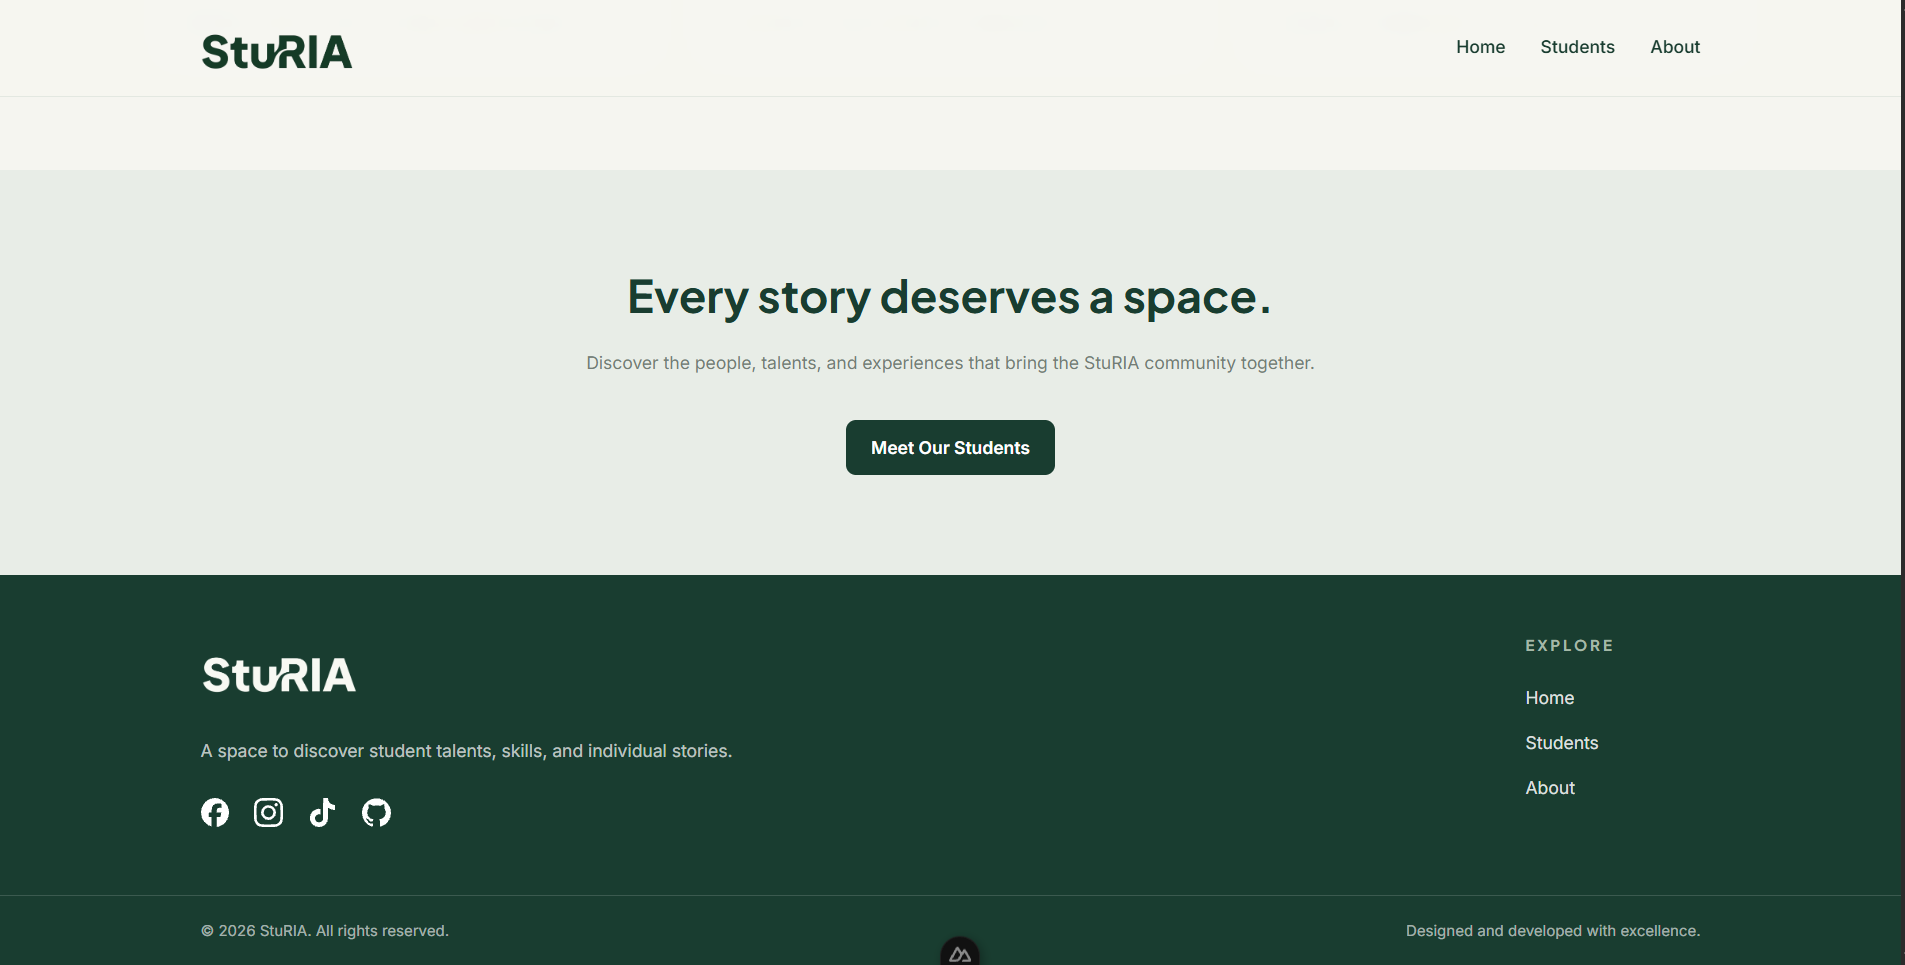 StuRIA
Home Students About
Every story deserves a space.
Discover the people, talents, and experiences that bring the StuRIA community together.
Meet Our Students
StuRIA
A space to discover student talents, skills, and individual stories.
EXPLORE
Home
Students
About
© 2026 StuRIA. All rights reserved.
Designed and developed with excellence.